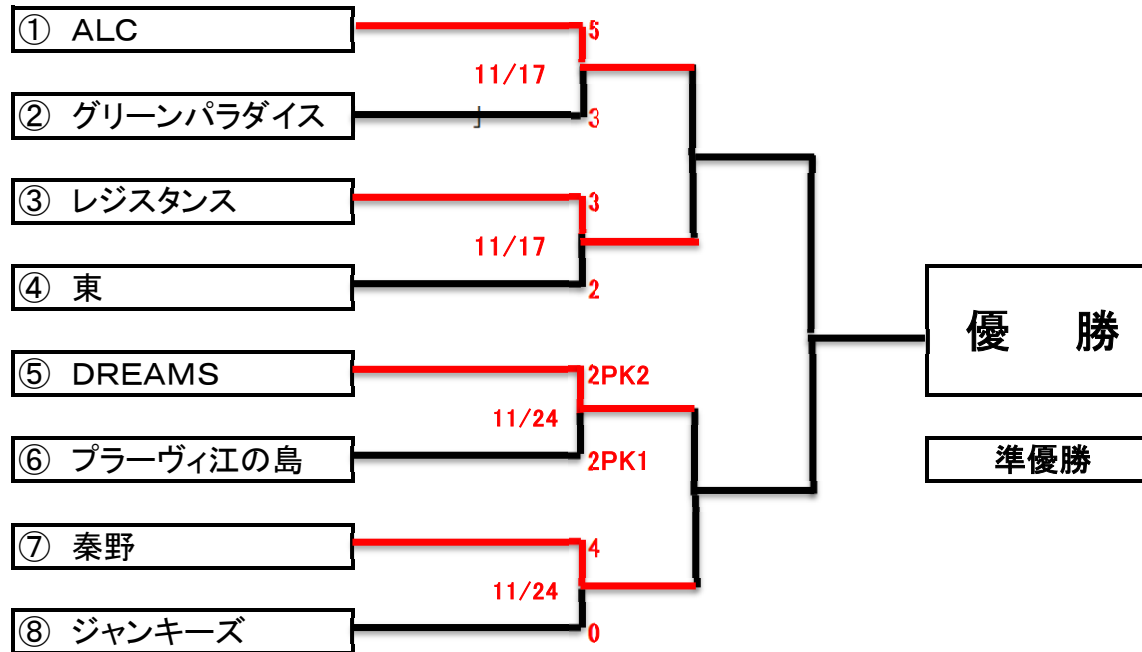 ① ALC
5
11/17
② グリーンパラダイス
」
3
③ レジスタンス
3
11/17
④ 東
2
⑤ DREAMS
2PK2
11/24
⑥ プラーヴィ江の島
2PK1
⑦ 秦野
4
11/24
⑧ ジャンキーズ
0
優 勝
準優勝